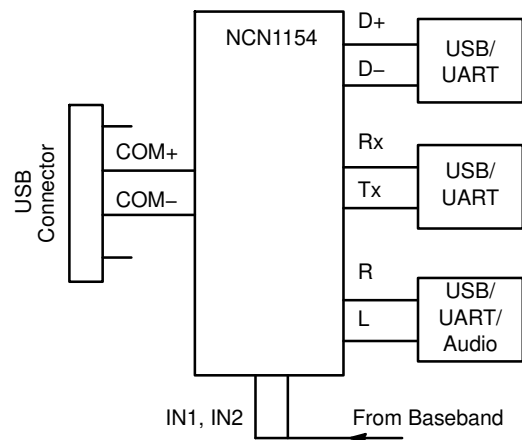 NCN1154
D+
D−
USB/
UART
USB Connector
COM+
COM−
Rx
Tx
USB/
UART
R
L
USB/
UART/
Audio
IN1, IN2
From Baseband